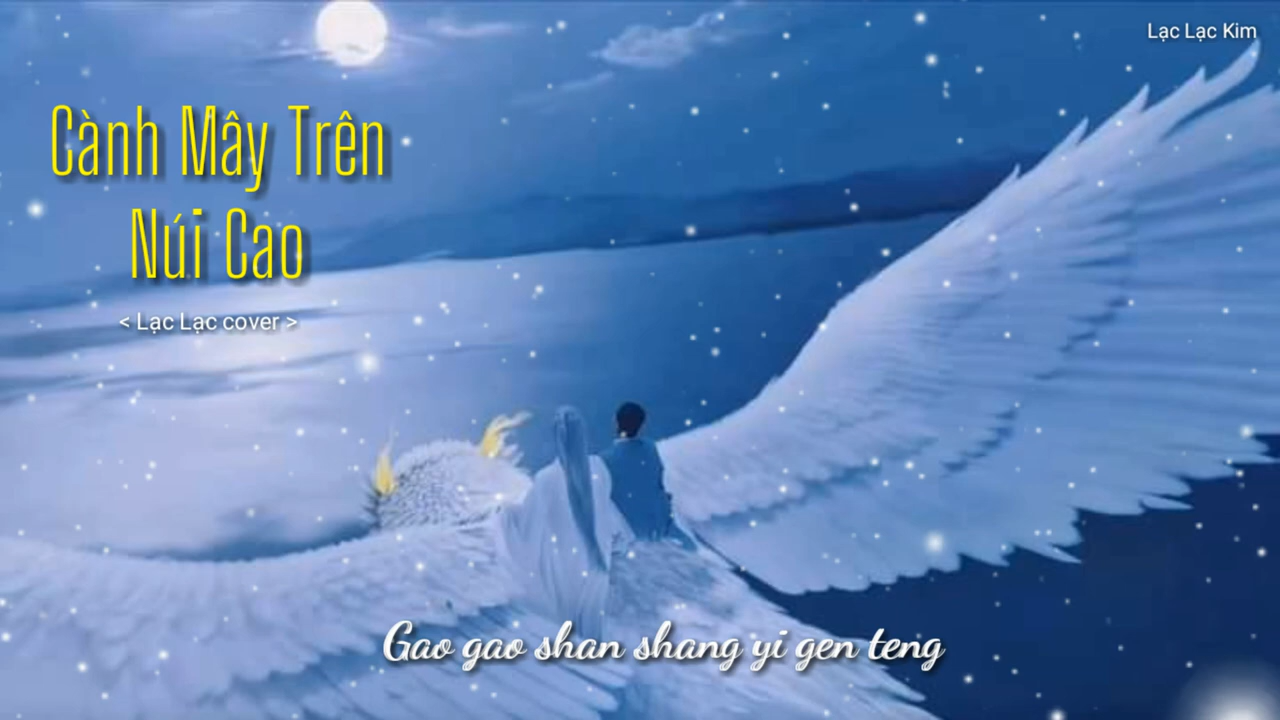 Lạc Lạc Kim
Cành Mây Trên
Núi Cao
< Lạc Lạc cover >
Gao gao shan shang yi gen teng